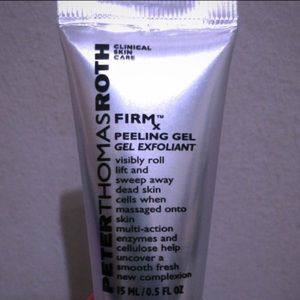 PETERTHOMASROTH
CLINICAL
SKIN
CARE
FIRMx™
PEELING GEL
GEL EXFOLIANT
visibly roll
lift and
sweep away
dead skin
cells when
massaged onto
skin
multi-action
enzymes and
cellulose help
uncover a
smooth fresh
new complexion
15 ML/0.5 FL OZ